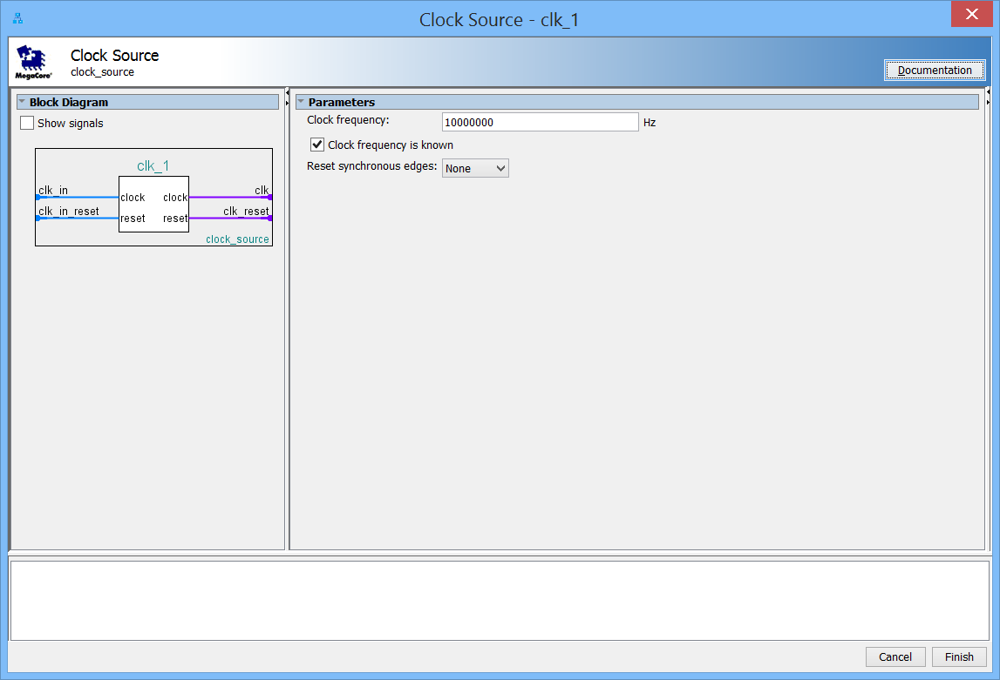 Clock Source - clk_1
MegaCore®
Clock Source
clock_source
Documentation
Block Diagram
Show signals
clk_1
clk_in
clock clock
clk
clk_in_reset
reset reset
clk_reset
clock_source
Parameters
Clock frequency: 10000000 Hz
Clock frequency is known
Reset synchronous edges: None
Cancel Finish